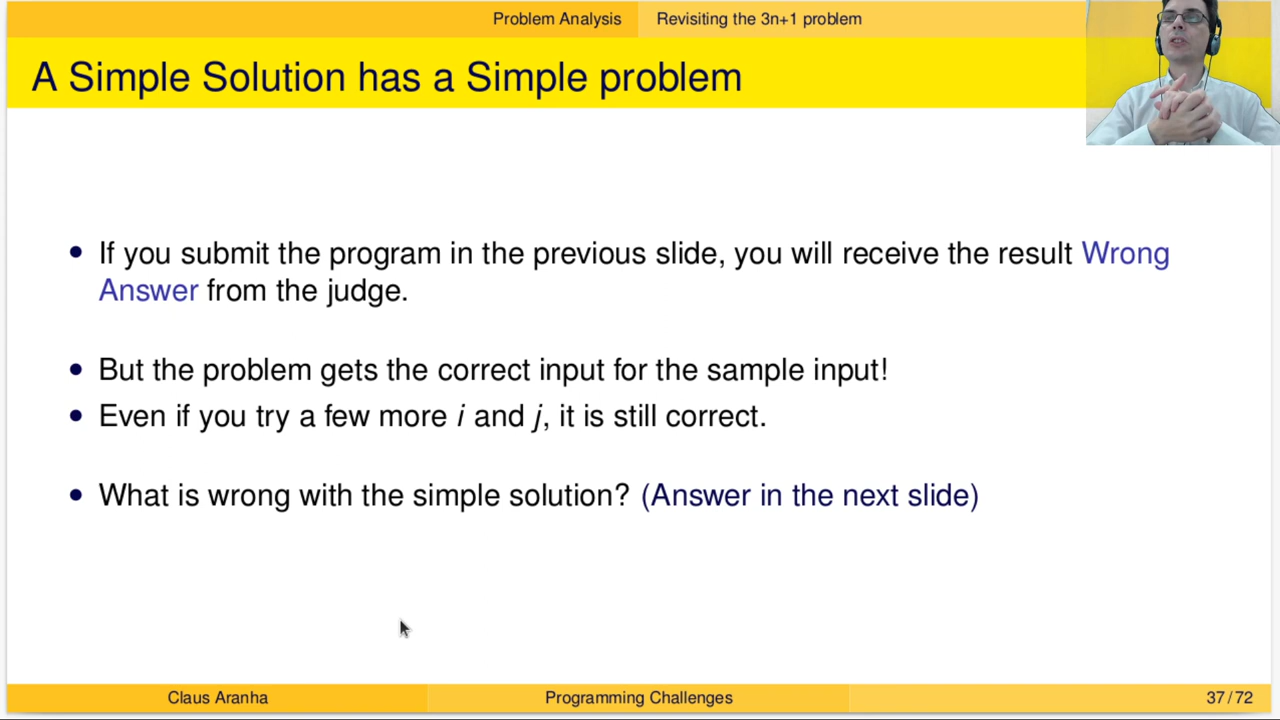 Problem Analysis
Revisiting the 3n+1 problem
A Simple Solution has a Simple problem
• If you submit the program in the previous slide, you will receive the result Wrong
Answer from the judge.
• But the problem gets the correct input for the sample input!
• Even if you try a few more i and j, it is still correct.
• What is wrong with the simple solution? (Answer in the next slide)
Claus Aranha
Programming Challenges
37/72